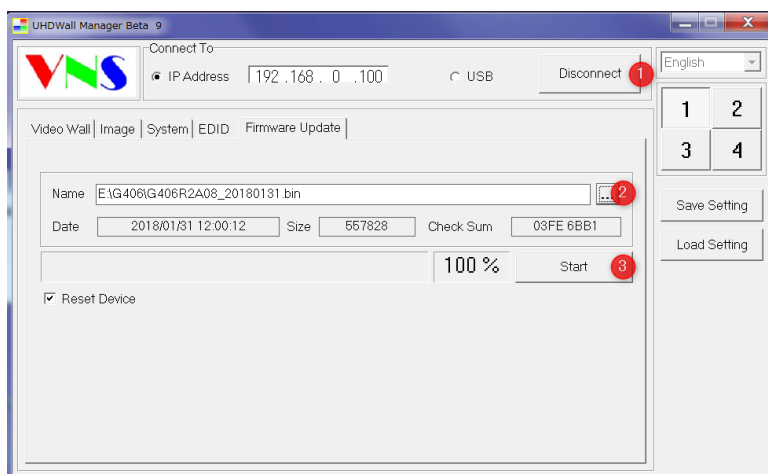 UHDWall Manager Beta 9
VNS
Connect To
IP Address 192 .168 . 0 .100 USB Disconnect 1
English
1 2
3 4
Video Wall Image System EDID Firmware Update
Name E:\G406\G406R2A08_20180131.bin ... 2
Date 2018/01/31 12:00:12 Size 557828 Check Sum 03FE 6BB1
100 % Start 3
Reset Device
Save Setting
Load Setting